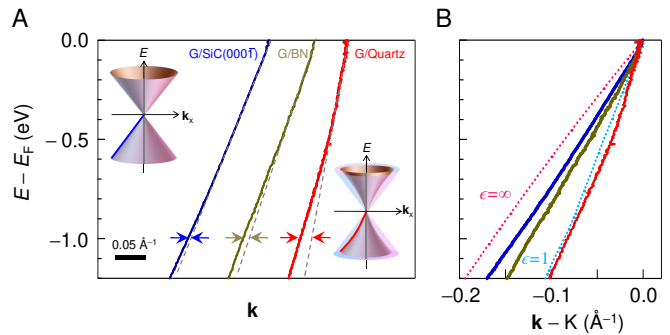 A
B
0.0
−0.5
−1.0
E − E_F (eV)
G/SiC(0001̄)
G/BN
G/Quartz
E
k_x
E
k_x
0.05 Å⁻¹
k
ϵ=∞
ϵ=1
−0.2
−0.1
0.0
k − K (Å⁻¹)